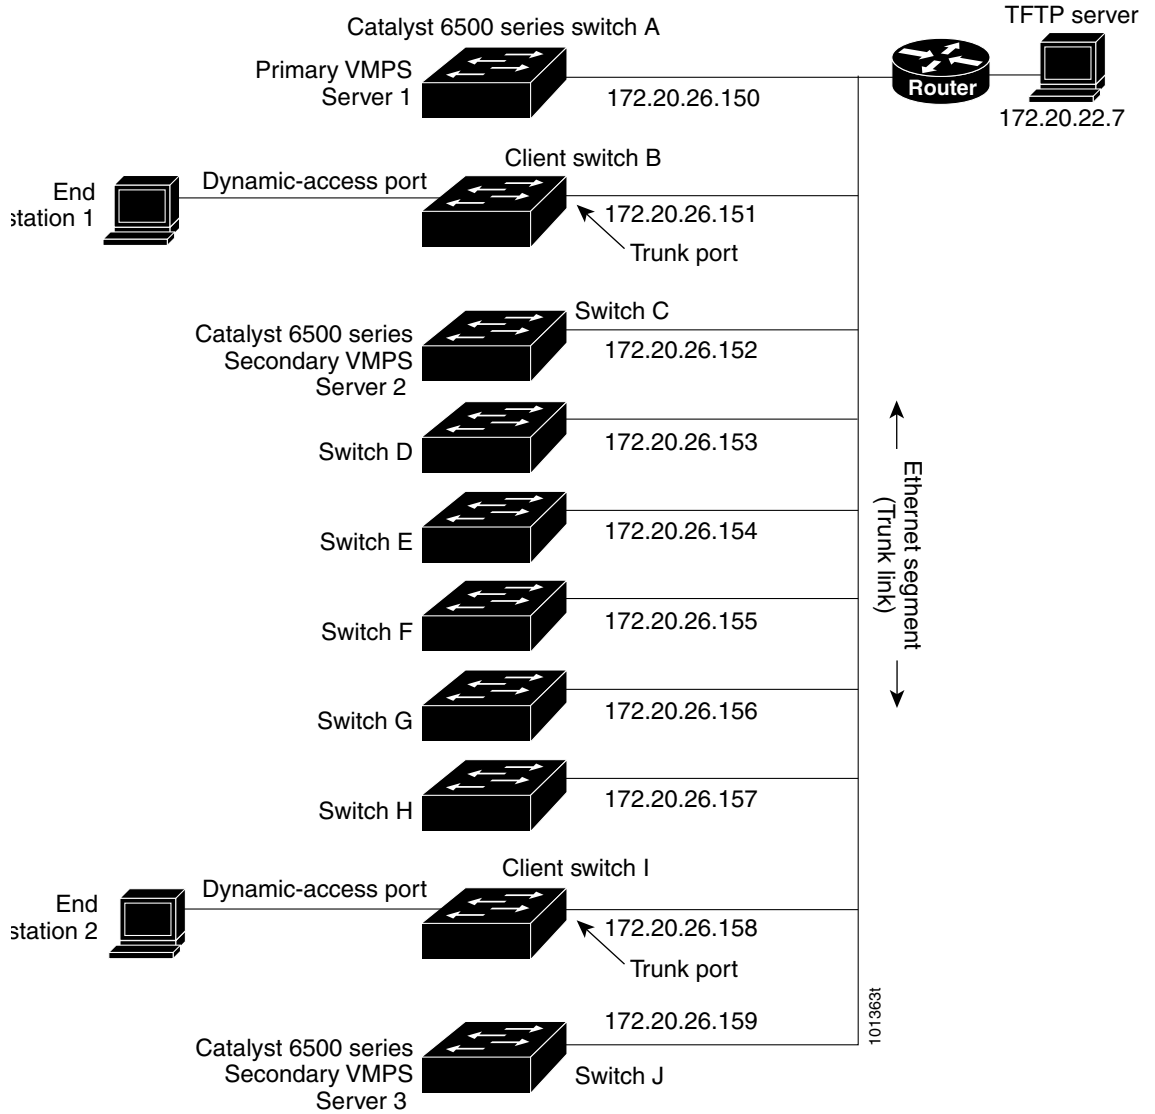 TFTP server
Catalyst 6500 series switch A
Primary VMPS
Server 1
Router
172.20.26.150
172.20.22.7
Client switch B
Dynamic-access port
End
station 1
172.20.26.151
Trunk port
Switch C
Catalyst 6500 series
Secondary VMPS
Server 2
172.20.26.152
Switch D
172.20.26.153
Ethernet segment
(Trunk link)
Switch E
172.20.26.154
Switch F
172.20.26.155
Switch G
172.20.26.156
Switch H
172.20.26.157
Client switch I
Dynamic-access port
End
station 2
172.20.26.158
Trunk port
101363t
172.20.26.159
Catalyst 6500 series
Secondary VMPS
Server 3
Switch J